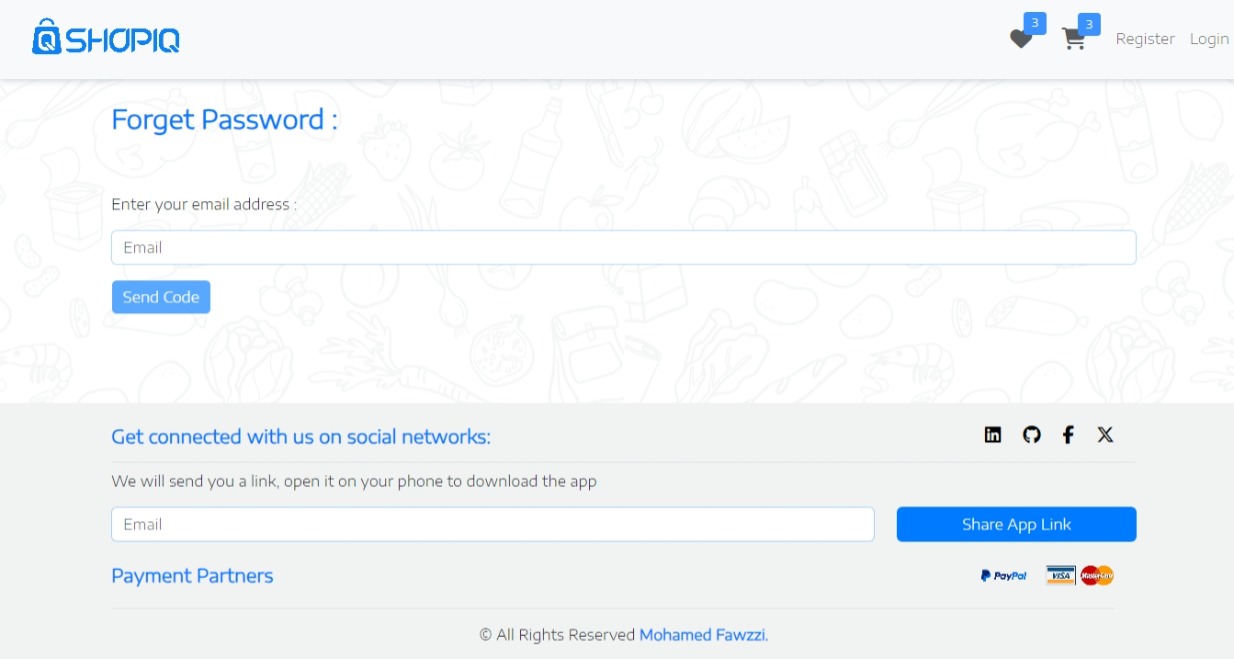 SHOPIQ
3
3
Register Login
Forget Password :
Enter your email address :
Email
Send Code
Get connected with us on social networks:
We will send you a link, open it on your phone to download the app
Email
Share App Link
Payment Partners
PayPal VISA MasterCard
© All Rights Reserved Mohamed Fawzzi.